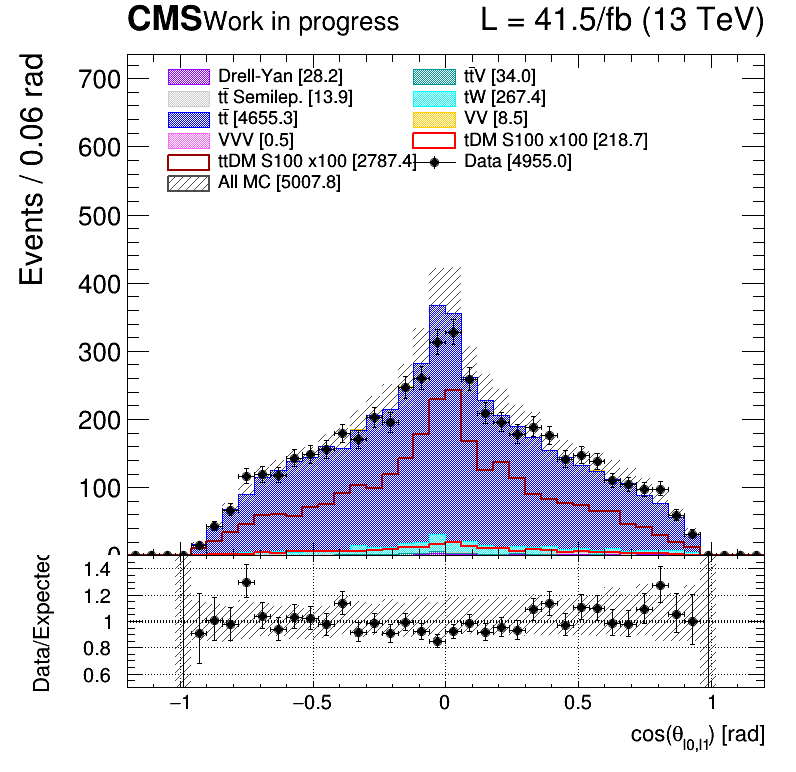 CMS Work in progress L = 41.5/fb (13 TeV)
Events / 0.06 rad
700
600
500
400
300
200
100
0
Drell-Yan [28.2]
tt̄V [34.0]
tt̄ Semilep. [13.9]
tW [267.4]
tt̄ [4655.3]
VV [8.5]
VVV [0.5]
tDM S100 x100 [218.7]
ttDM S100 x100 [2787.4]
Data [4955.0]
All MC [5007.8]
Data/Expected
1.4
1.2
1
0.8
0.6
−1 −0.5 0 0.5 1
cos(θl0,l1) [rad]